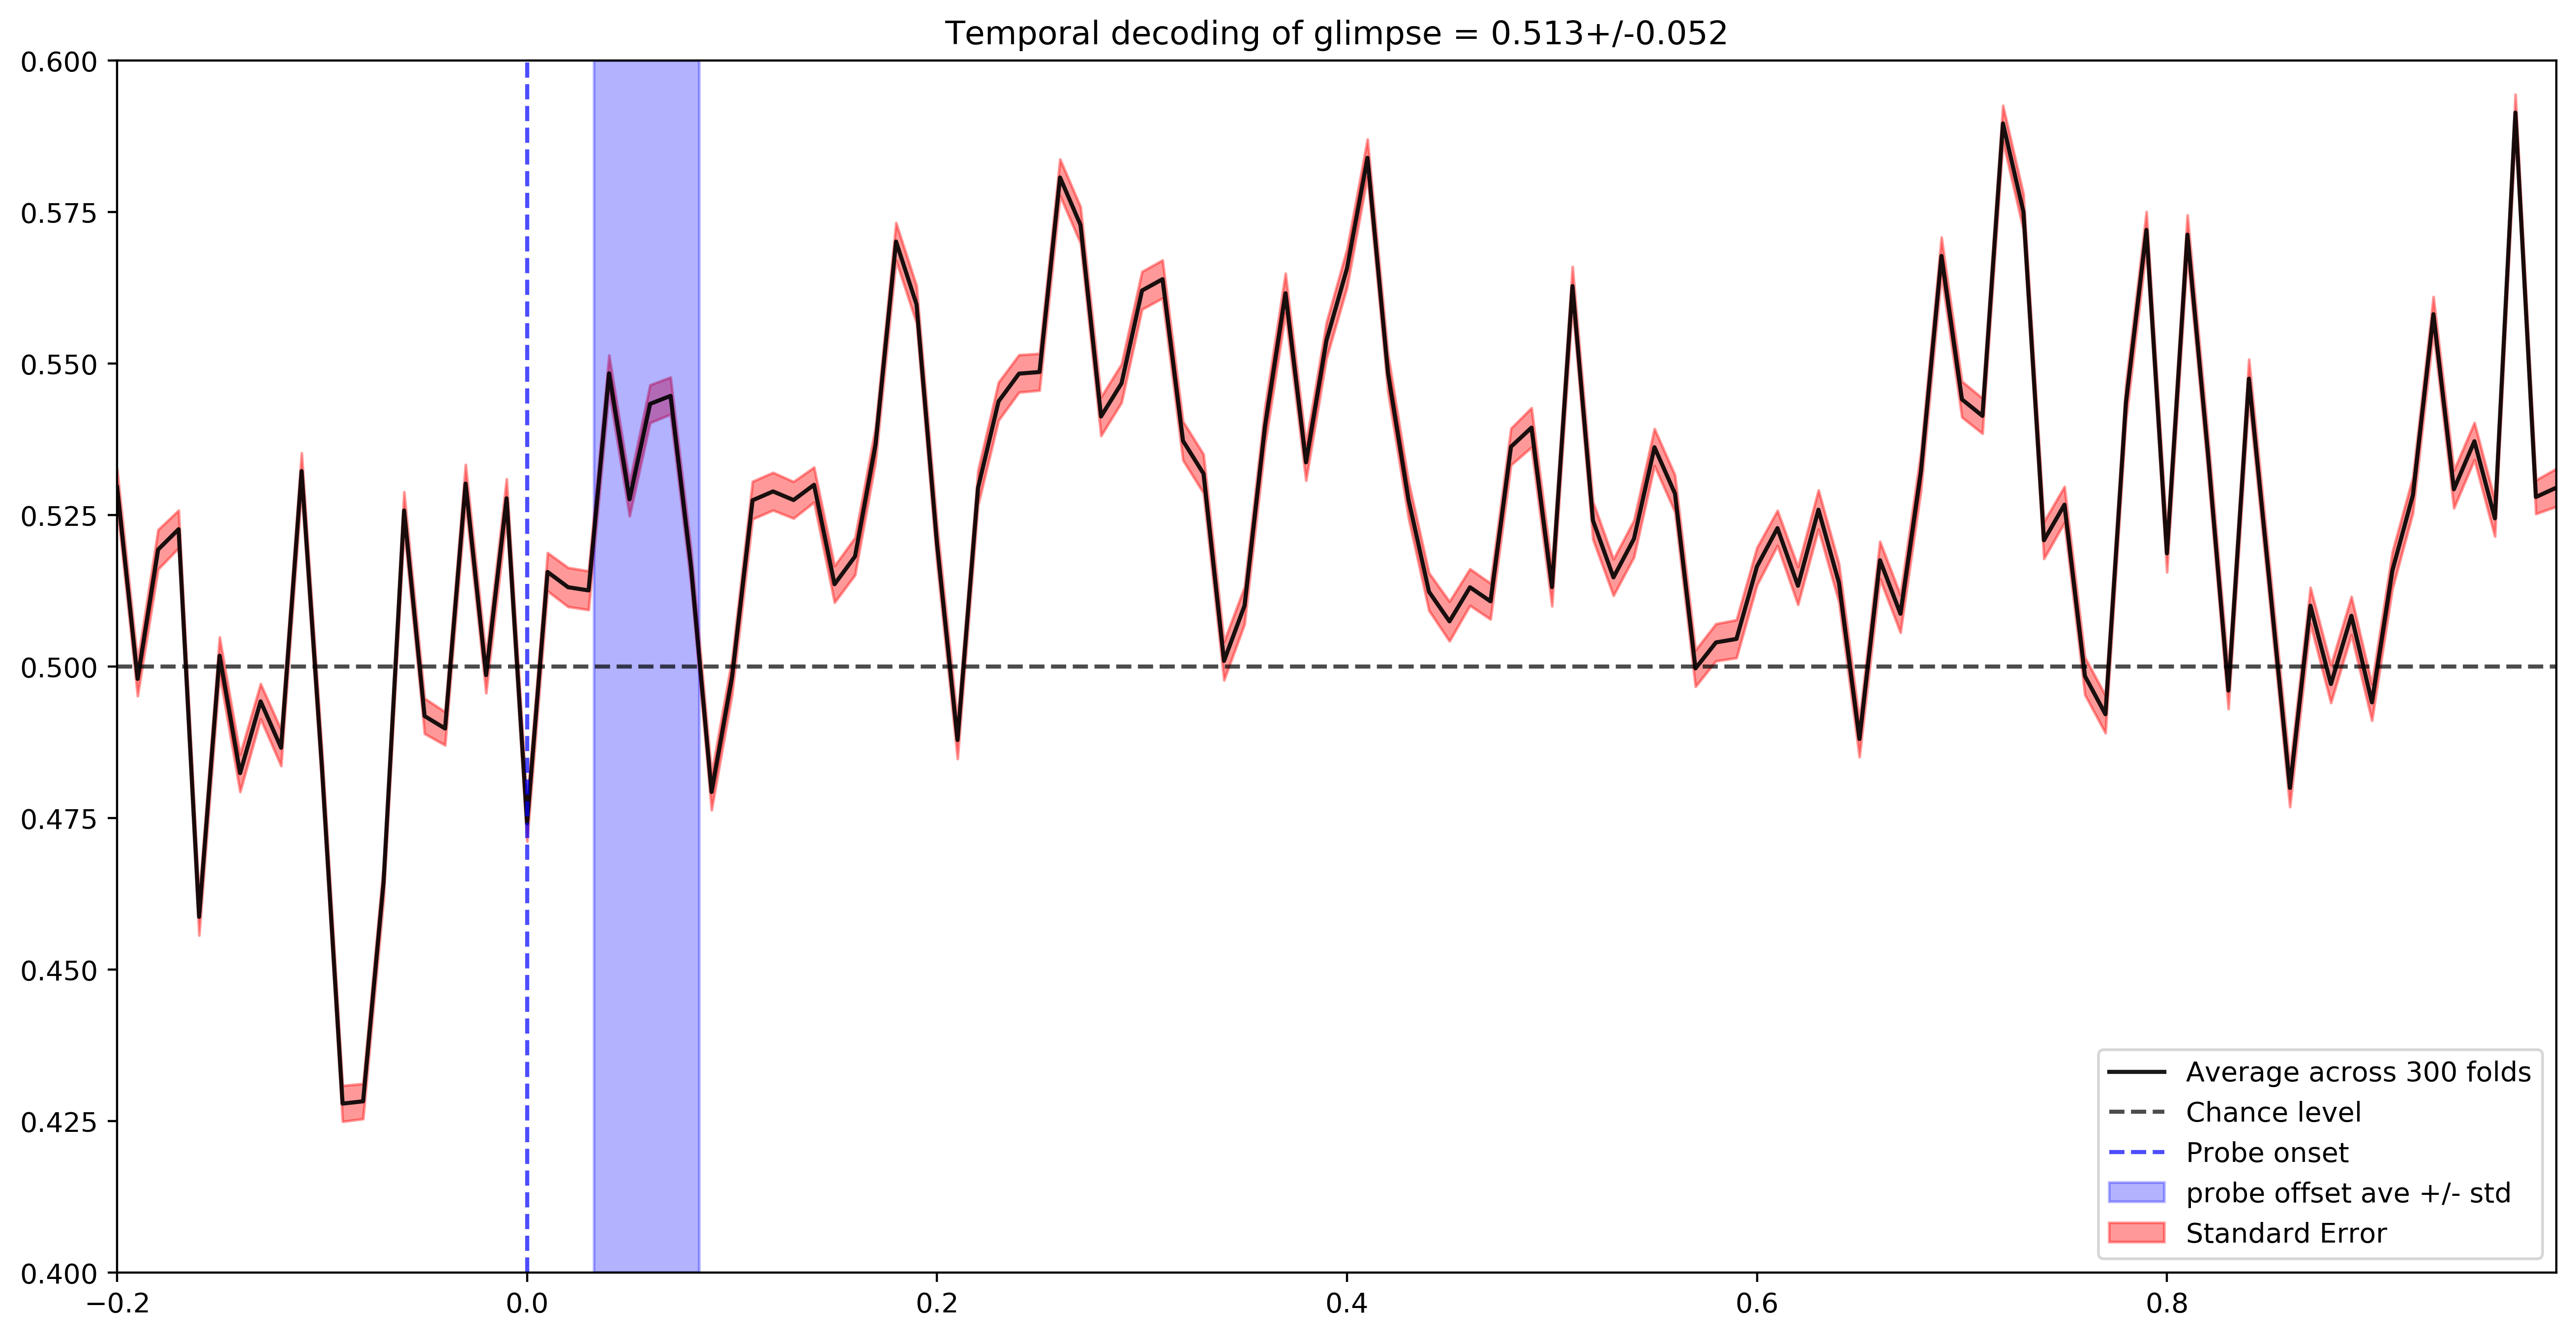 Temporal decoding of glimpse = 0.513+/-0.052
0.600
0.575
0.550
0.525
0.500
0.475
0.450
0.425
0.400
−0.2 0.0 0.2 0.4 0.6 0.8
Average across 300 folds
Chance level
Probe onset
probe offset ave +/- std
Standard Error